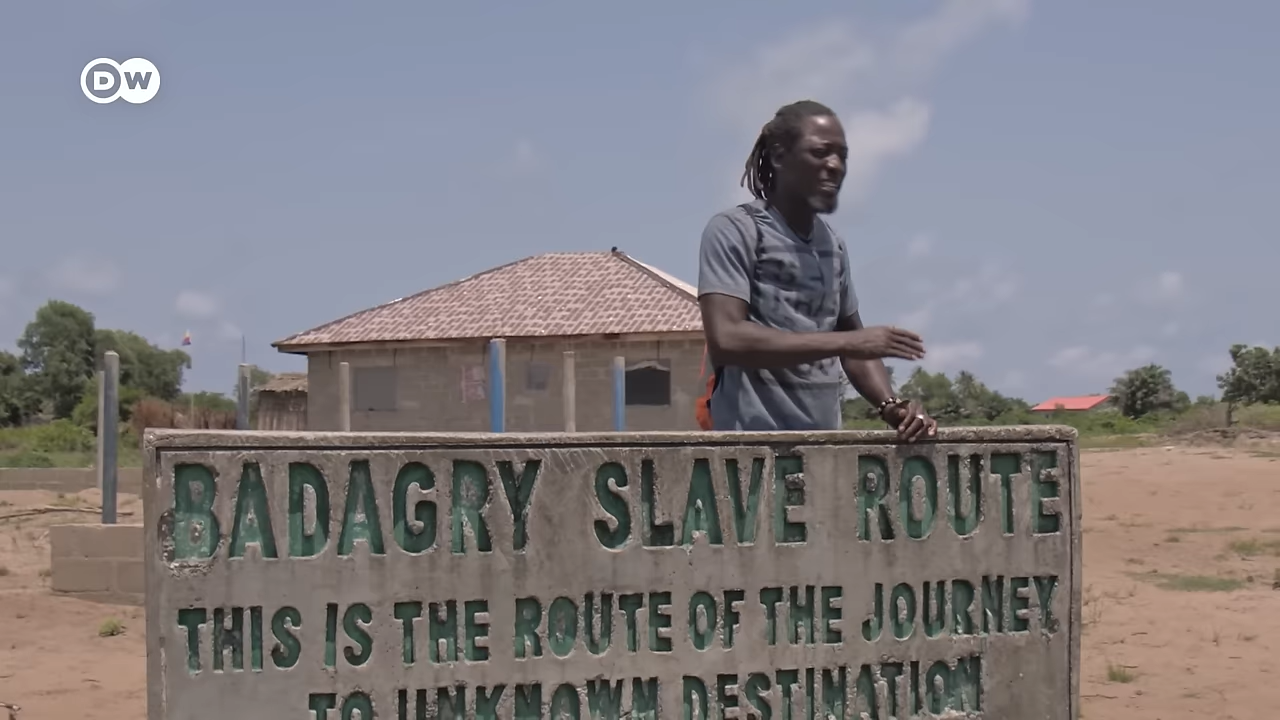 DW
BADAGRY SLAVE ROUTE
THIS IS THE ROUTE OF THE JOURNEY
TO UNKNOWN DESTINATION